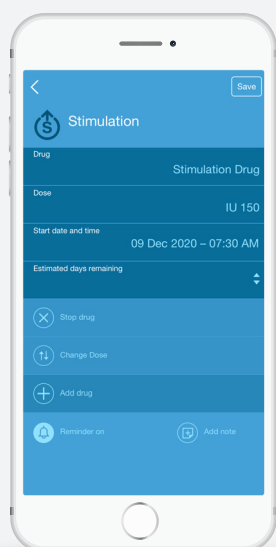 Save
S
Stimulation
Drug
Stimulation Drug
Dose
IU 150
Start date and time
09 Dec 2020 – 07:30 AM
Estimated days remaining
Stop drug
Change Dose
Add drug
Reminder on
Add note